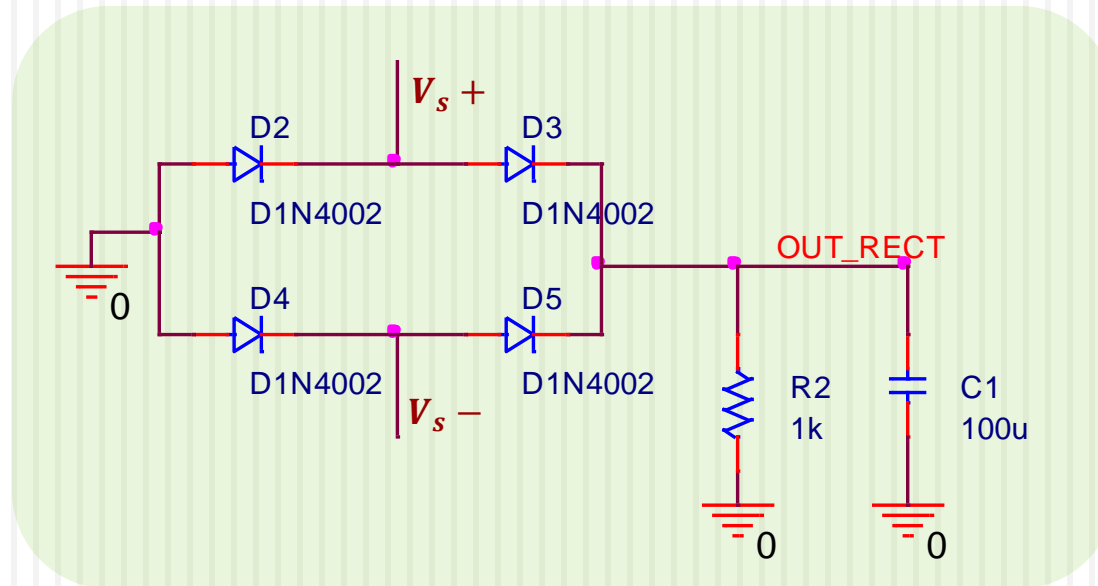 Vs +
D2
D3
D1N4002
D1N4002
OUT_RECT
0
D4
D5
D1N4002
D1N4002
Vs −
R2
1k
C1
100u
0
0